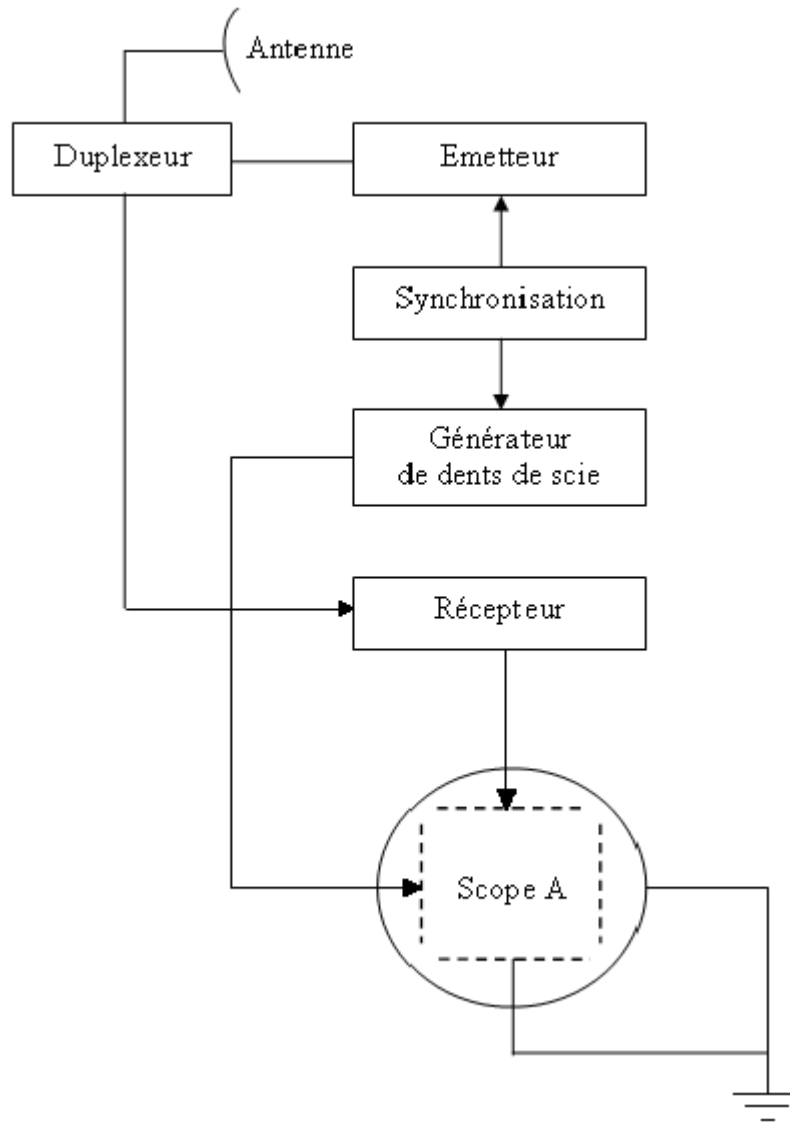 Antenne
Duplexeur
Emetteur
Synchronisation
Générateur
de dents de scie
Récepteur
Scope A